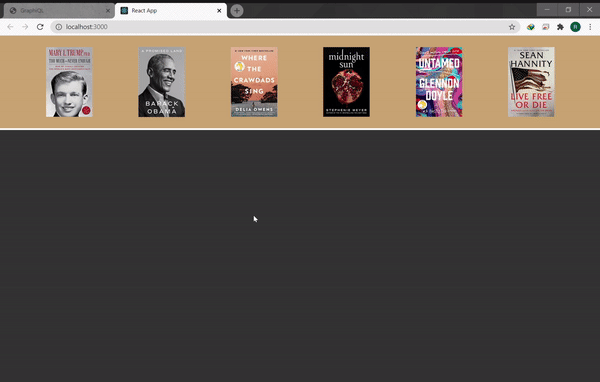 GraphiQL
React App
localhost:3000
MARY L. TRUMP, PHD
TOO MUCH AND NEVER ENOUGH
A PROMISED LAND
BARACK
OBAMA
WHERE
THE
CRAWDADS
SING
DELIA OWENS
midnight
sun
STEPHENIE MEYER
UNTAMED
GLENNON
DOYLE
SEAN
HANNITY
LIVE FREE
OR DIE